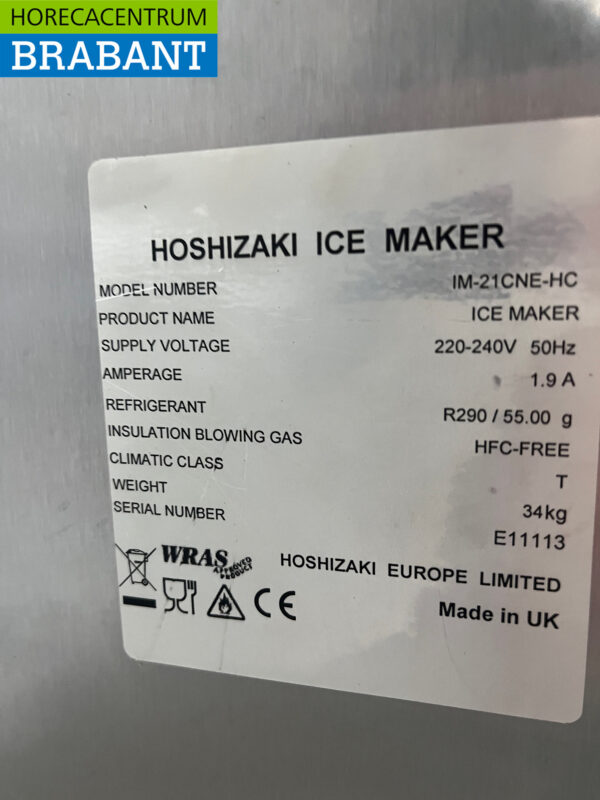 HORECACENTRUM
BRABANT
HOSHIZAKI ICE MAKER
MODEL NUMBER IM-21CNE-HC
PRODUCT NAME ICE MAKER
SUPPLY VOLTAGE 220-240V 50Hz
AMPERAGE 1.9 A
REFRIGERANT R290 / 55.00 g
INSULATION BLOWING GAS HFC-FREE
CLIMATIC CLASS T
WEIGHT 34kg
SERIAL NUMBER E11113
WRAS APPROVED PRODUCT
HOSHIZAKI EUROPE LIMITED
CE
Made in UK